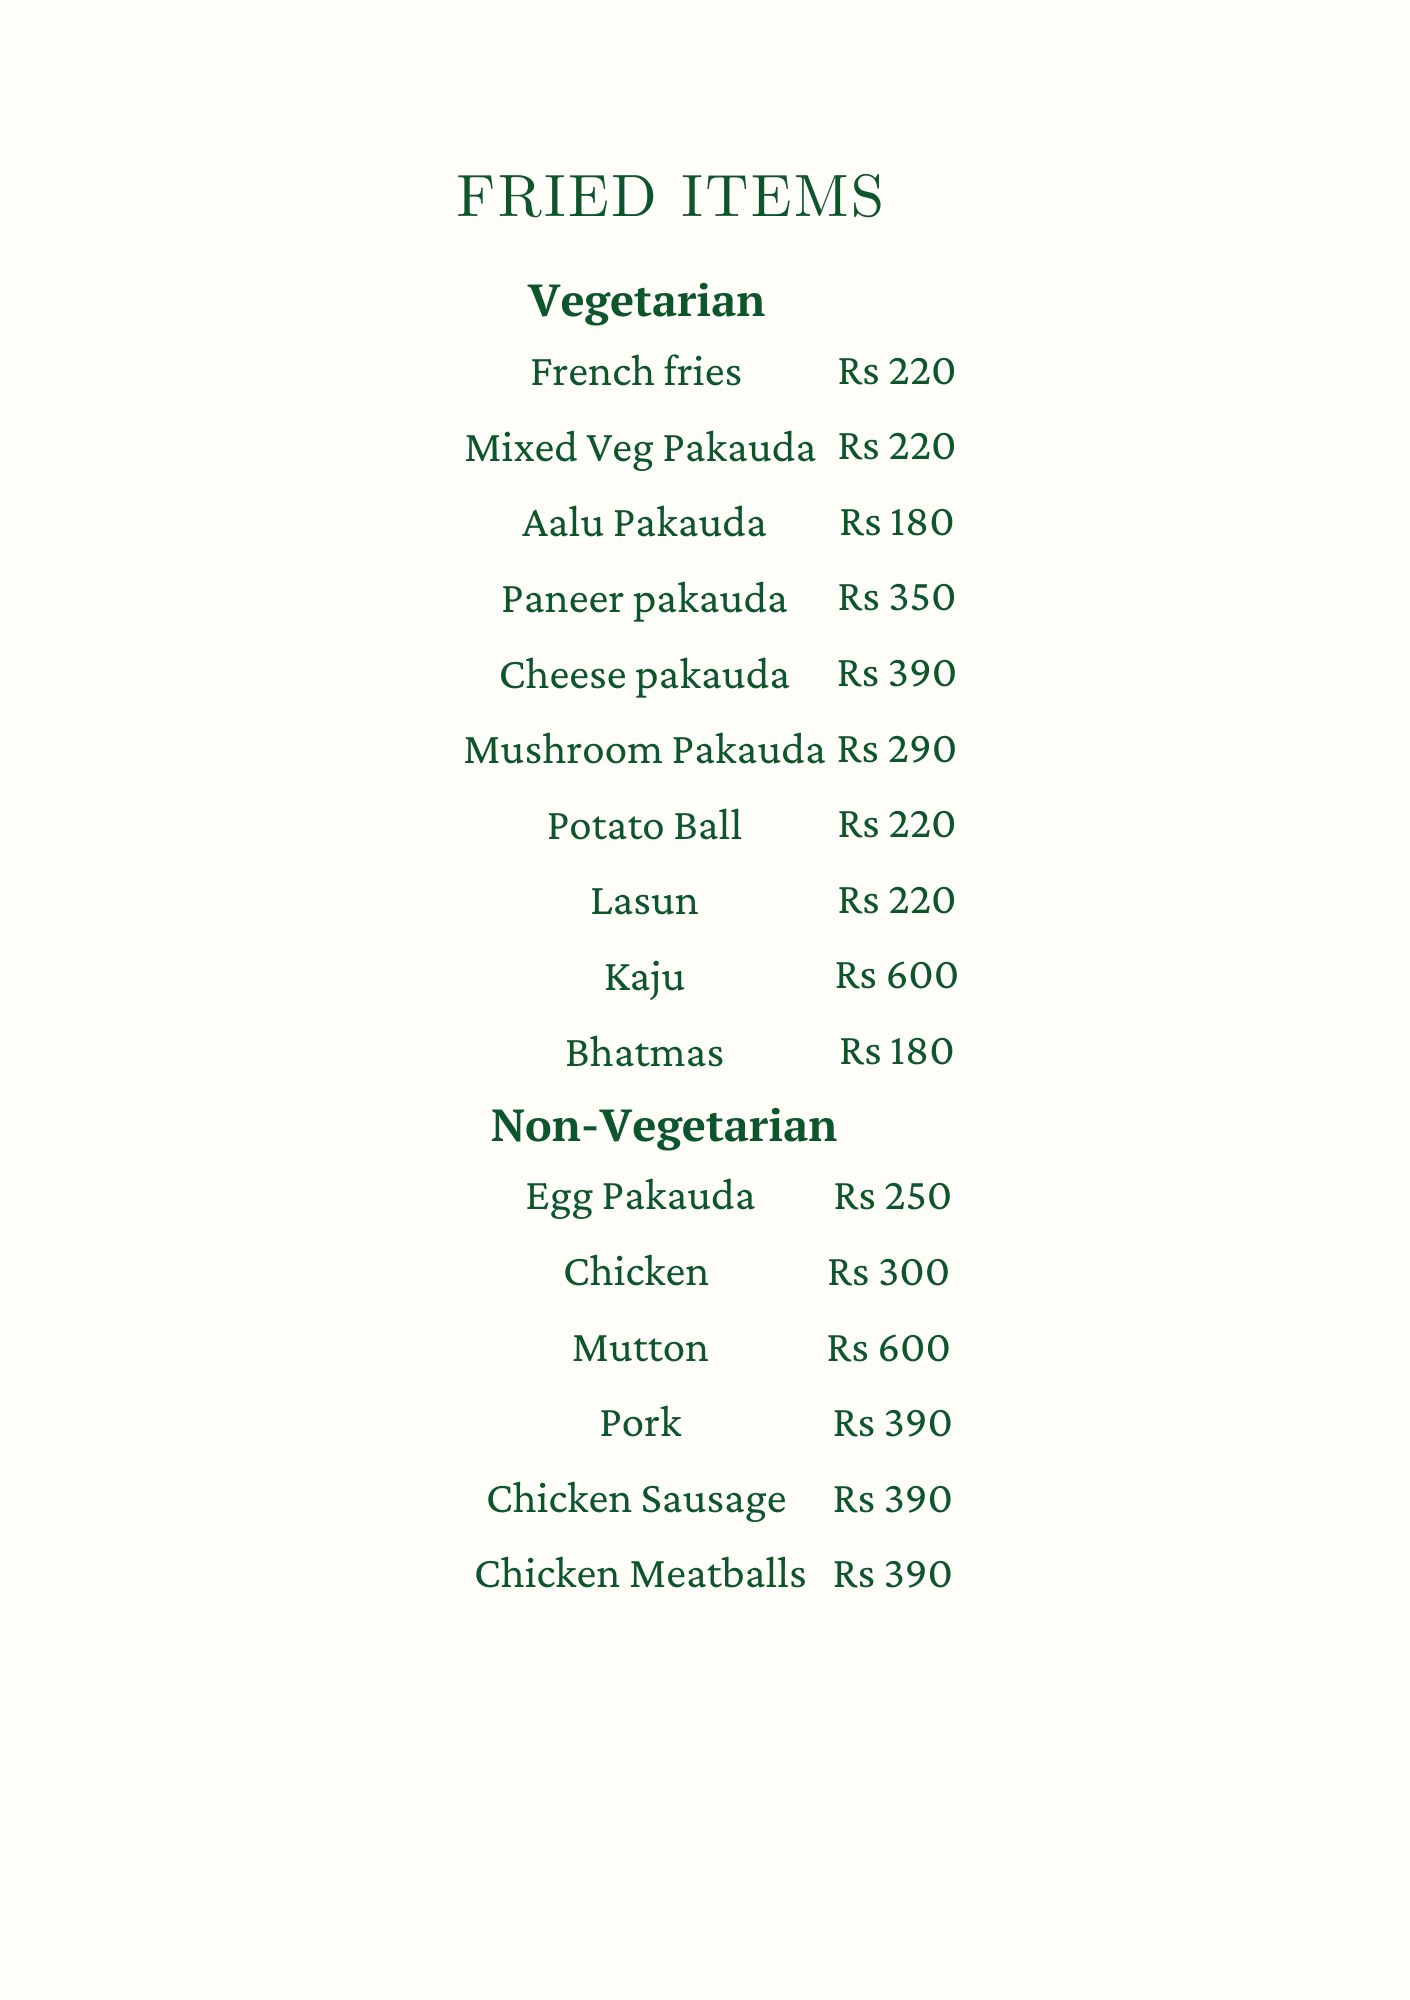 FRIED ITEMS
Vegetarian
French fries Rs 220
Mixed Veg Pakauda Rs 220
Aalu Pakauda Rs 180
Paneer pakauda Rs 350
Cheese pakauda Rs 390
Mushroom Pakauda Rs 290
Potato Ball Rs 220
Lasun Rs 220
Kaju Rs 600
Bhatmas Rs 180
Non-Vegetarian
Egg Pakauda Rs 250
Chicken Rs 300
Mutton Rs 600
Pork Rs 390
Chicken Sausage Rs 390
Chicken Meatballs Rs 390